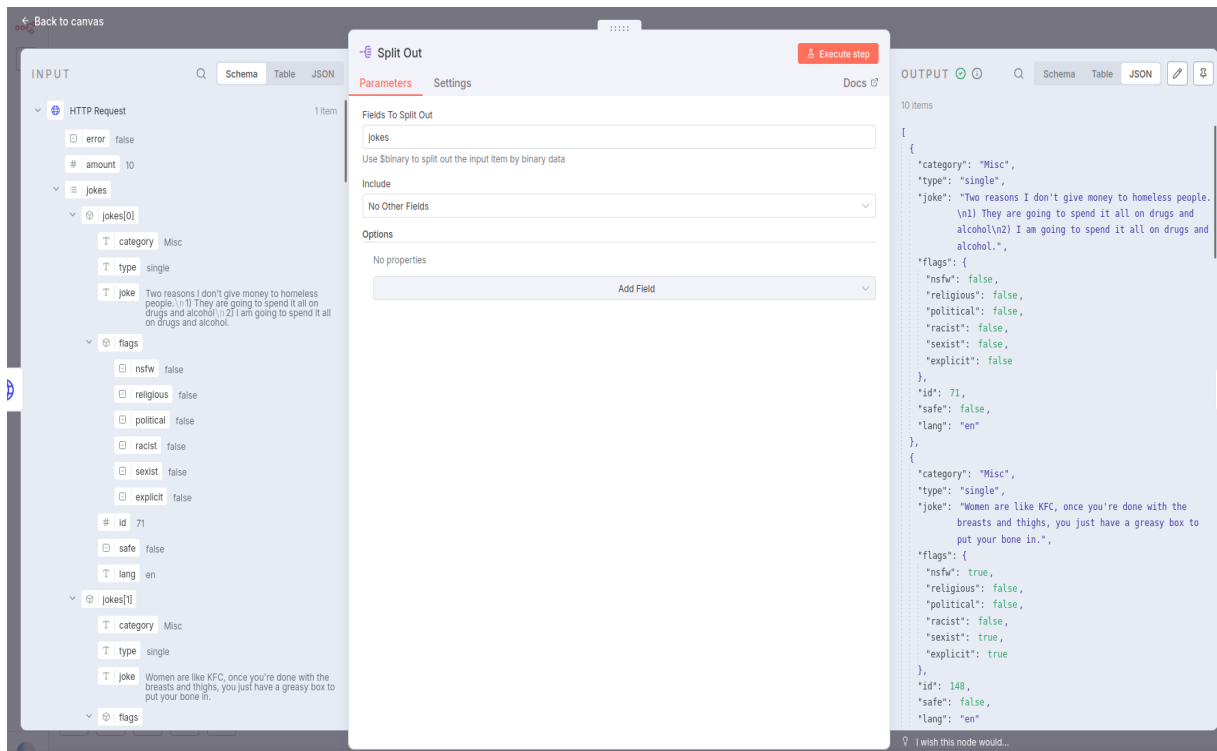 ← Back to canvas
INPUT
Schema Table JSON
HTTP Request 1 item
error false
# amount 10
jokes
jokes[0]
T category Misc
T type single
T joke Two reasons I don't give money to homeless
people.\n1) They are going to spend it all on
drugs and alcohol\n2) I am going to spend it all
on drugs and alcohol.
flags
nsfw false
religious false
political false
racist false
sexist false
explicit false
# id 71
safe false
T lang en
jokes[1]
T category Misc
T type single
T joke Women are like KFC, once you're done with the
breasts and thighs, you just have a greasy box to
put your bone in.
flags
Split Out
Execute step
Parameters Settings Docs
Fields To Split Out
jokes
Use $binary to split out the input item by binary data
Include
No Other Fields
Options
No properties
Add Field
OUTPUT
Schema Table JSON
10 items
[
{
"category": "Misc",
"type": "single",
"joke": "Two reasons I don't give money to homeless people.
\n1) They are going to spend it all on drugs and
alcohol\n2) I am going to spend it all on drugs and
alcohol.",
"flags": {
"nsfw": false,
"religious": false,
"political": false,
"racist": false,
"sexist": false,
"explicit": false
},
"id": 71,
"safe": false,
"lang": "en"
},
{
"category": "Misc",
"type": "single",
"joke": "Women are like KFC, once you're done with the
breasts and thighs, you just have a greasy box to
put your bone in.",
"flags": {
"nsfw": true,
"religious": false,
"political": false,
"racist": false,
"sexist": true,
"explicit": true
},
"id": 148,
"safe": false,
"lang": "en"
I wish this node would...